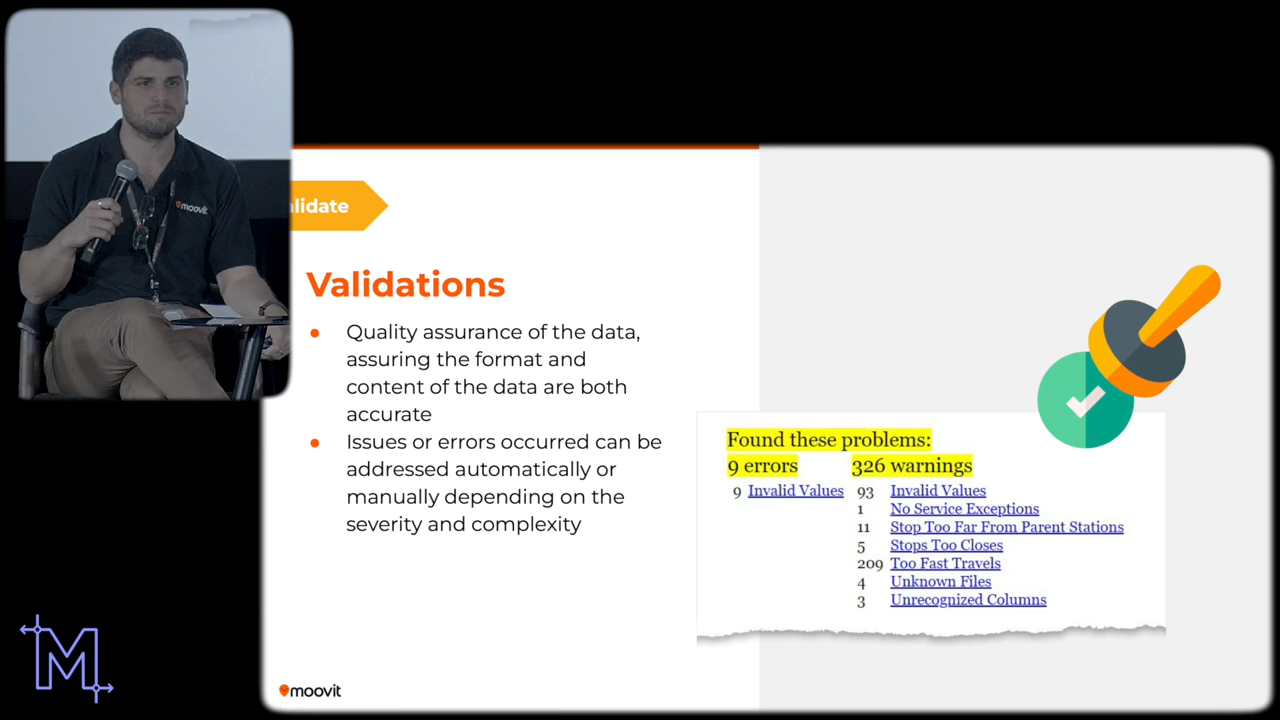 moovit
lidate
Validations
Quality assurance of the data,
assuring the format and
content of the data are both
accurate
Issues or errors occurred can be
addressed automatically or
manually depending on the
severity and complexity
Found these problems:
9 errors 326 warnings
9 Invalid Values 93 Invalid Values
1 No Service Exceptions
11 Stop Too Far From Parent Stations
5 Stops Too Closes
209 Too Fast Travels
4 Unknown Files
3 Unrecognized Columns
M
moovit